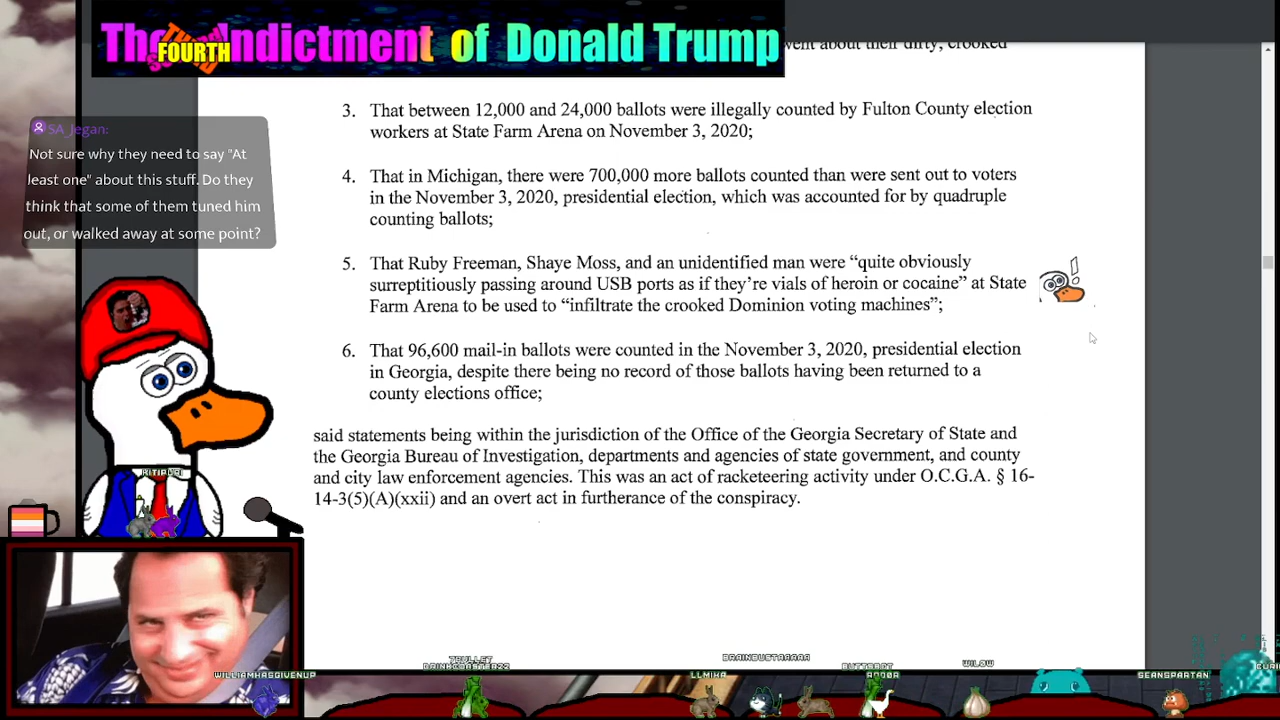 The Indictment of Donald Trump
FOURTH
went about their dirty, crooked
3. That between 12,000 and 24,000 ballots were illegally counted by Fulton County election
workers at State Farm Arena on November 3, 2020;
SA_Jegan:
Not sure why they need to say "At
least one" about this stuff. Do they
think that some of them tuned him
out, or walked away at some point?
4. That in Michigan, there were 700,000 more ballots counted than were sent out to voters
in the November 3, 2020, presidential election, which was accounted for by quadruple
counting ballots;
5. That Ruby Freeman, Shaye Moss, and an unidentified man were “quite obviously
surreptitiously passing around USB ports as if they’re vials of heroin or cocaine” at State
Farm Arena to be used to “infiltrate the crooked Dominion voting machines”;
6. That 96,600 mail-in ballots were counted in the November 3, 2020, presidential election
in Georgia, despite there being no record of those ballots having been returned to a
county elections office;
said statements being within the jurisdiction of the Office of the Georgia Secretary of State and
the Georgia Bureau of Investigation, departments and agencies of state government, and county
and city law enforcement agencies. This was an act of racketeering activity under O.C.G.A. § 16-
14-3(5)(A)(xxii) and an overt act in furtherance of the conspiracy.
KITIPURI
WILLIAMHASGIVENUP
LLMIKA
BRAINBUSTAAAAA
BUTTSBOT
WILOW
SEANSPARTAN